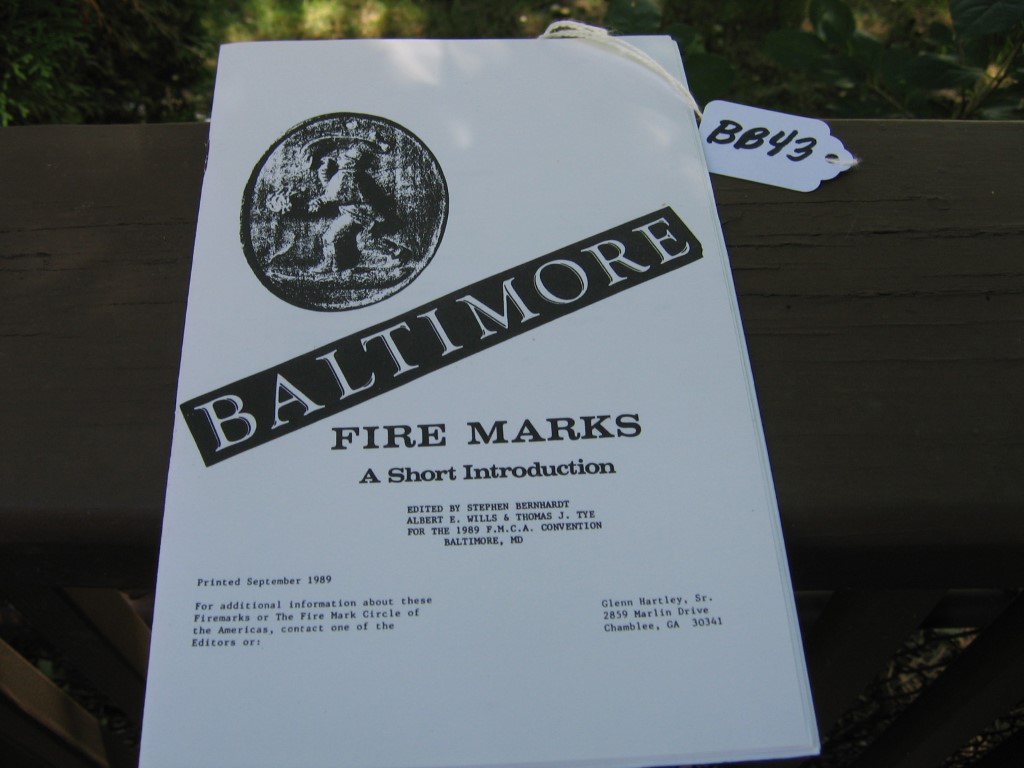 BB43
BALTIMORE
FIRE MARKS
A Short Introduction
EDITED BY STEPHEN BERNHARDT
ALBERT E. WILLS & THOMAS J. TYE
FOR THE 1989 F.M.C.A. CONVENTION
BALTIMORE, MD
Printed September 1989
For additional information about these
Firemarks or The Fire Mark Circle of
the Americas, contact one of the
Editors or:
Glenn Hartley, Sr.
2859 Marlin Drive
Chamblee, GA 30341